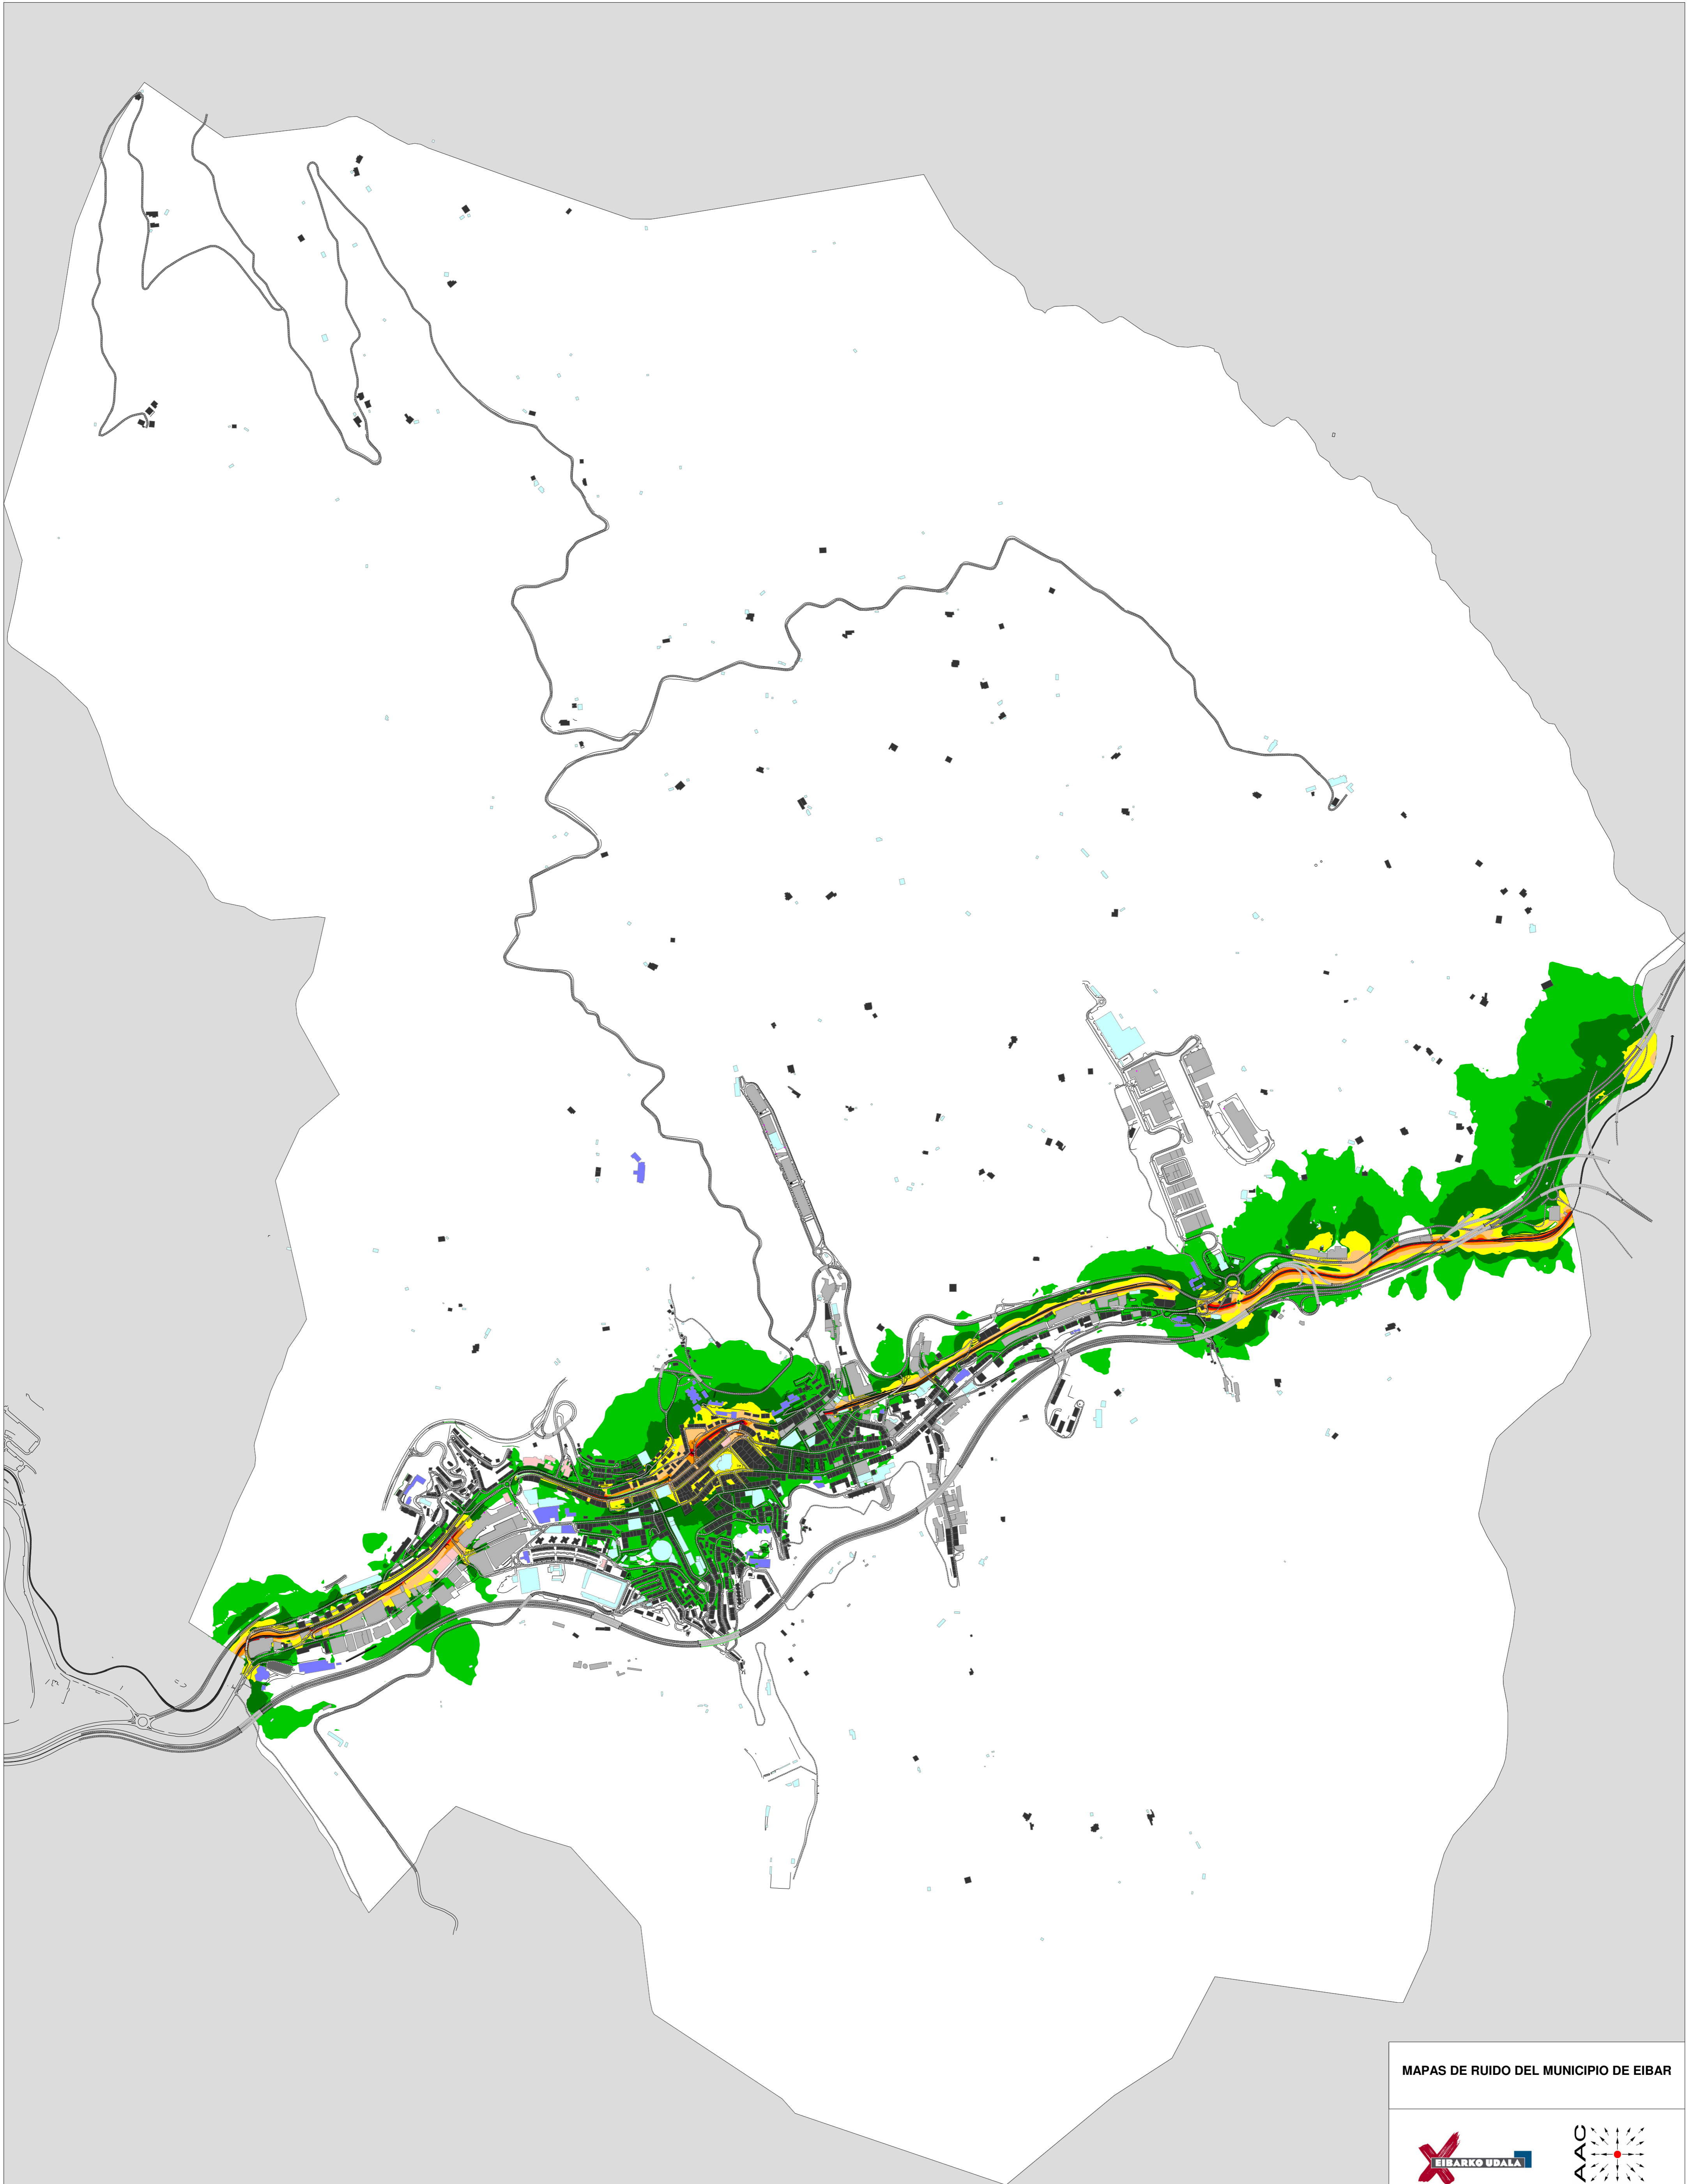 MAPAS DE RUIDO DEL MUNICIPIO DE EIBAR
EIBARKO UDALA
AAC